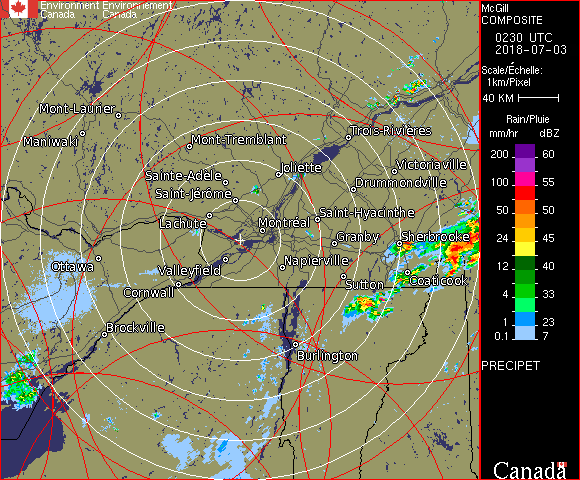 Environment Environnement
Canada Canada
McGill
COMPOSITE
0230 UTC
2018-07-03
Scale/Échelle:
1km/Pixel
40 KM
Rain/Pluie
mm/hr dBZ
200 60
100 55
50 50
24 45
12 40
4 33
1 23
0.1 7
PRECIPET
Canada
Mont-Laurier
Maniwaki
Mont-Tremblant
Trois-Rivières
Sainte-Adèle
Joliette
Victoriaville
Saint-Jérôme
Drummondville
Lachute
Saint-Hyacinthe
Montréal
Granby
Sherbrooke
Ottawa
Valleyfield
Napierville
Cornwall
Sutton
Coaticook
Brockville
Burlington